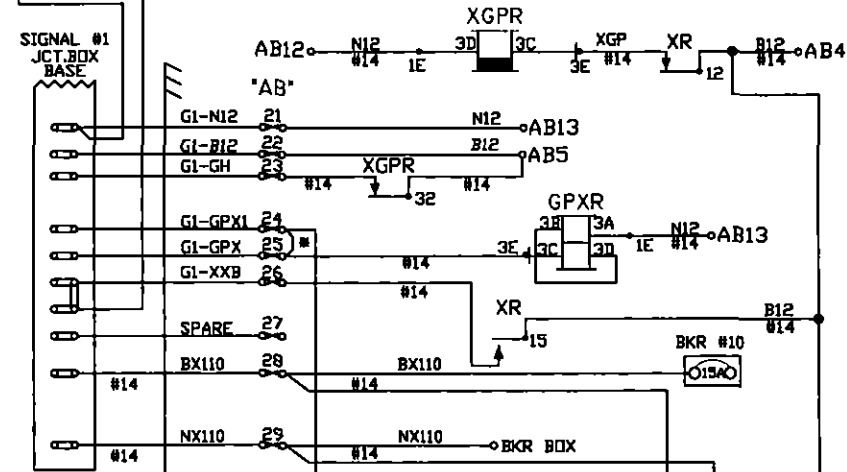 XGPR
SIGNAL #1
JCT.BOX
BASE
AB12 N12 #14 1E 3D 3C 3E XGP #14 XR 12 B12 #14 AB4
"AB"
G1-N12 21 N12 AB13
G1-B12 22 B12 AB5
G1-GH 23 #14 XGPR 32 #14
GPXR
G1-GPX1 24 3B 3A N12 #14 AB13
G1-GPX 25 * #14 3E 3C 3D 1E
G1-XXB 26 #14
XR 15 B12 #14
SPARE 27
BKR #10
#14 BX110 28 #14 BX110 15A
#14 NX110 29 #14 NX110 BKR BOX